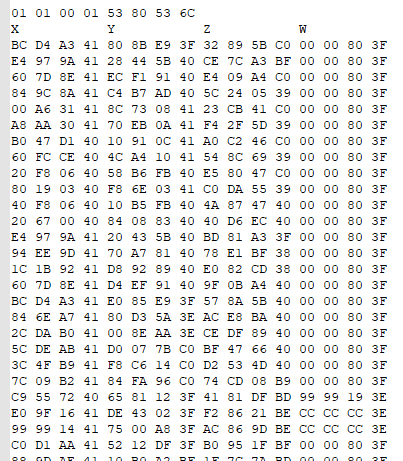 01 01 00 01 53 80 53 6C
X Y Z W
BC D4 A3 41 80 8B E9 3F 32 89 5B C0 00 00 80 3F
E4 97 9A 41 28 44 5B 40 CE 7C A3 BF 00 00 80 3F
60 7D 8E 41 EC F1 91 40 E4 09 A4 C0 00 00 80 3F
84 9C 8A 41 C4 B7 AD 40 5C 24 05 39 00 00 80 3F
00 A6 31 41 8C 73 08 41 23 CB 41 C0 00 00 80 3F
A8 AA 30 41 70 EB 0A 41 F4 2F 5D 39 00 00 80 3F
B0 47 D1 40 10 91 0C 41 A0 C2 46 C0 00 00 80 3F
60 FC CE 40 4C A4 10 41 54 8C 69 39 00 00 80 3F
20 F8 06 40 58 B6 FB 40 E5 80 47 C0 00 00 80 3F
80 19 03 40 F8 6E 03 41 C0 DA 55 39 00 00 80 3F
40 F8 06 40 10 B5 FB 40 4A 87 47 40 00 00 80 3F
20 67 00 40 84 08 83 40 40 D6 EC 40 00 00 80 3F
E4 97 9A 41 20 43 5B 40 BD 81 A3 3F 00 00 80 3F
94 EE 9D 41 70 A7 81 40 78 E1 BF 38 00 00 80 3F
1C 1B 92 41 D8 92 89 40 E0 82 CD 38 00 00 80 3F
60 7D 8E 41 D4 EF 91 40 9F 0B A4 40 00 00 80 3F
BC D4 A3 41 E0 85 E9 3F 57 8A 5B 40 00 00 80 3F
84 6E A7 41 80 D3 5A 3E AC E8 BA 40 00 00 80 3F
2C DA B0 41 00 8E AA 3E CE DF 89 40 00 00 80 3F
5C DE AB 41 D0 07 7B C0 BF 47 66 40 00 00 80 3F
3C 4F B9 41 F8 C6 14 C0 D2 53 4D 40 00 00 80 3F
7C 09 B2 41 84 FA 96 C0 74 CD 08 B9 00 00 80 3F
C9 55 72 40 65 81 12 3F 41 81 DF BD 99 99 19 3E
E0 9F 16 41 DE 43 02 3F F2 86 21 BE CC CC CC 3E
99 99 14 41 75 00 A8 3F AC 86 9D BE CC CC CC 3E
C0 D1 AA 41 52 12 DF 3F B0 95 1F BF 00 00 80 3F